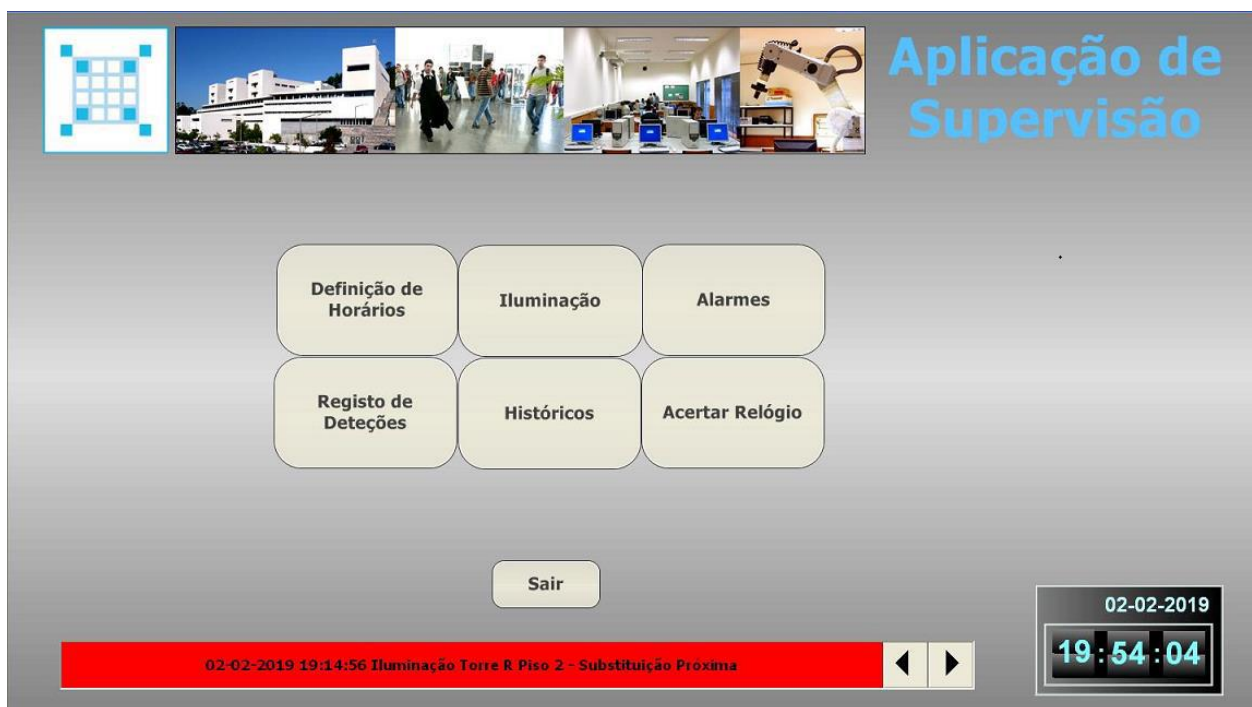 Aplicação de
Supervisão
Definição de
Horários
Iluminação
Alarmes
Registo de
Deteções
Históricos
Acertar Relógio
Sair
02-02-2019
19:54:04
02-02-2019 19:14:56 Iluminação Torre R Piso 2 - Substituição Próxima